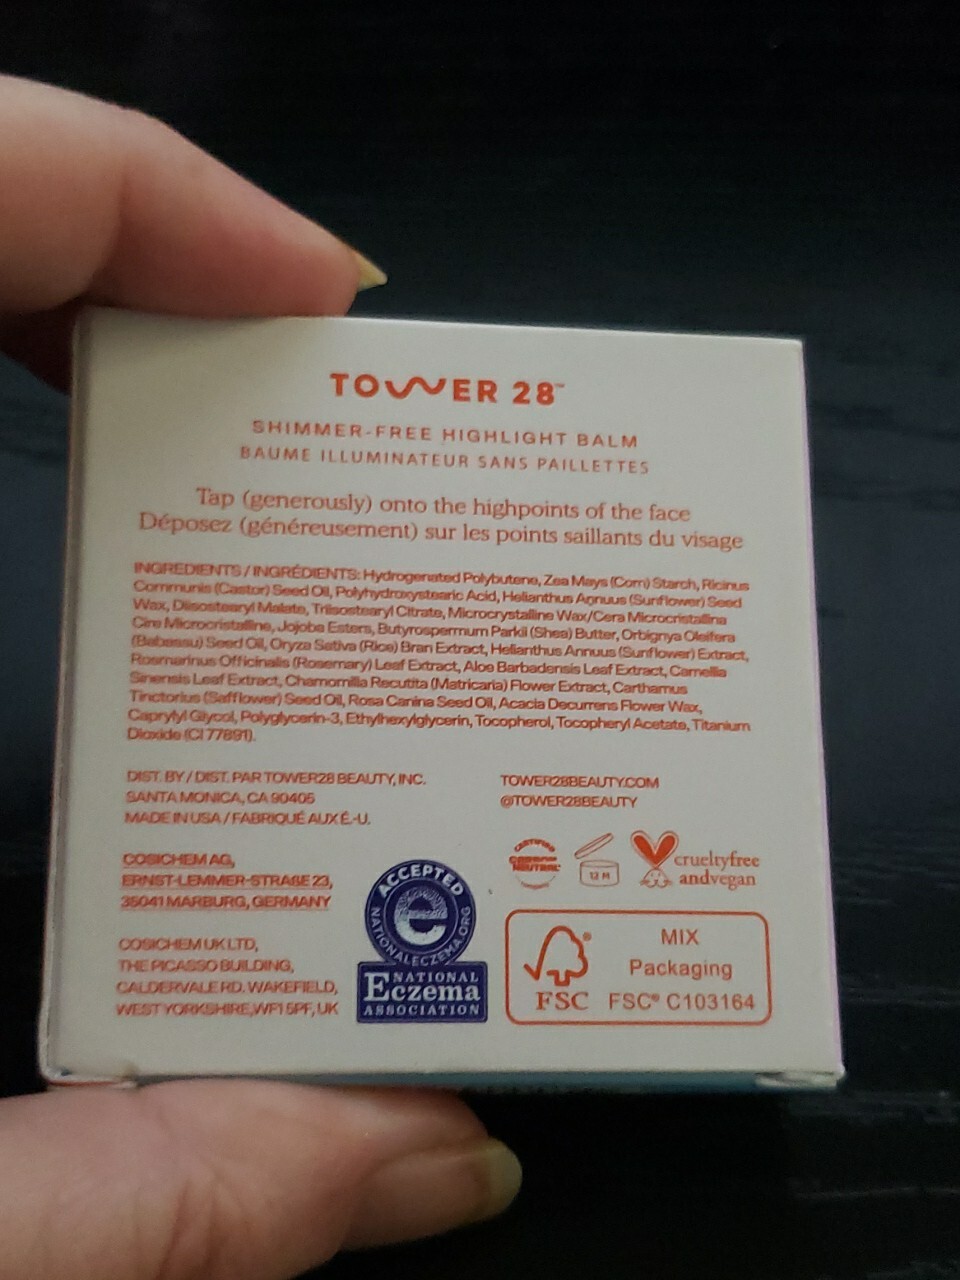 TOWER 28™
SHIMMER-FREE HIGHLIGHT BALM
BAUME ILLUMINATEUR SANS PAILLETTES
Tap (generously) onto the highpoints of the face
Déposez (généreusement) sur les points saillants du visage
INGREDIENTS / INGRÉDIENTS: Hydrogenated Polybutene, Zea Mays (Corn) Starch, Ricinus
Communis (Castor) Seed Oil, Polyhydroxystearic Acid, Helianthus Annuus (Sunflower) Seed
Wax, Diisostearyl Malate, Triisostearyl Citrate, Microcrystalline Wax/Cera Microcristallina
Cire Microcristalline, Jojoba Esters, Butyrospermum Parkii (Shea) Butter, Orbignya Oleifera
(Babassu) Seed Oil, Oryza Sativa (Rice) Bran Extract, Helianthus Annuus (Sunflower) Extract,
Rosmarinus Officinalis (Rosemary) Leaf Extract, Aloe Barbadensis Leaf Extract, Camellia
Sinensis Leaf Extract, Chamomilla Recutita (Matricaria) Flower Extract, Carthamus
Tinctorius (Safflower) Seed Oil, Rosa Canina Seed Oil, Acacia Decurrens Flower Wax,
Caprylyl Glycol, Polyglycerin-3, Ethylhexylglycerin, Tocopherol, Tocopheryl Acetate, Titanium
Dioxide (CI 77891).
DIST. BY / DIST. PAR TOWER28 BEAUTY, INC.
SANTA MONICA, CA 90405
MADE IN USA / FABRIQUÉ AUX É.-U.
TOWER28BEAUTY.COM
@TOWER28BEAUTY
COSICHEM AG,
ERNST-LEMMER-STRAßE 23,
35041 MARBURG, GERMANY
COSICHEM UK LTD,
THE PICASSO BUILDING,
CALDERVALE RD. WAKEFIELD,
WEST YORKSHIRE, WF1 5PF, UK
ACCEPTED
e
NATIONALECZEMA.ORG
NATIONAL
Eczema
ASSOCIATION
CERTIFIED
CARBON
NEUTRAL
12 M
crueltyfree
andvegan
FSC®
MIX
Packaging
FSC® C103164